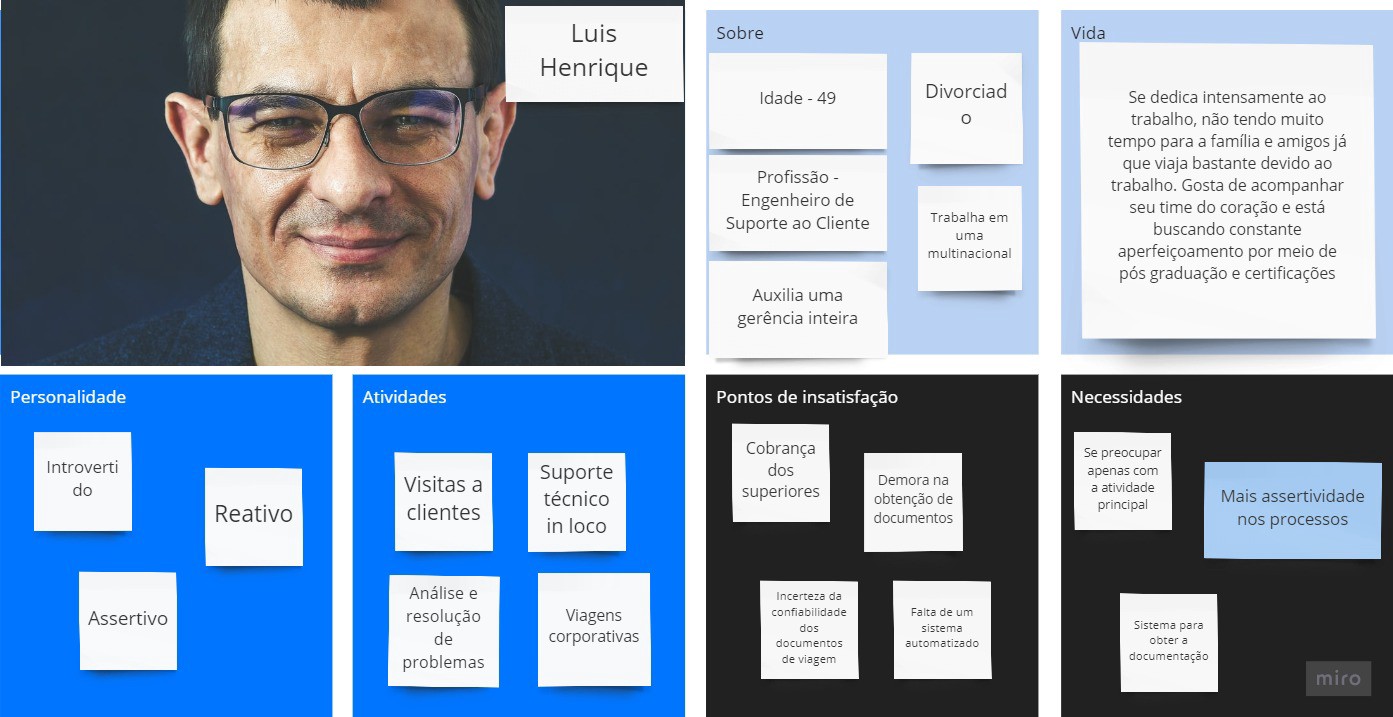 Luis
Henrique
Sobre
Idade - 49
Divorciad
o
Profissão -
Engenheiro de
Suporte ao Cliente
Trabalha em
uma
multinacional
Auxilia uma
gerência inteira
Vida
Se dedica intensamente ao
trabalho, não tendo muito
tempo para a família e amigos já
que viaja bastante devido ao
trabalho. Gosta de acompanhar
seu time do coração e está
buscando constante
aperfeiçoamento por meio de
pós graduação e certificações
Personalidade
Introverti
do
Reativo
Assertivo
Atividades
Visitas a
clientes
Suporte
técnico
in loco
Análise e
resolução
de
problemas
Viagens
corporativas
Pontos de insatisfação
Cobrança
dos
superiores
Demora na
obtenção de
documentos
Incerteza da
confiabilidade
dos
documentos
de viagem
Falta de um
sistema
automatizado
Necessidades
Se preocupar
apenas com
a atividade
principal
Mais assertividade
nos processos
Sistema para
obter a
documentação
miro